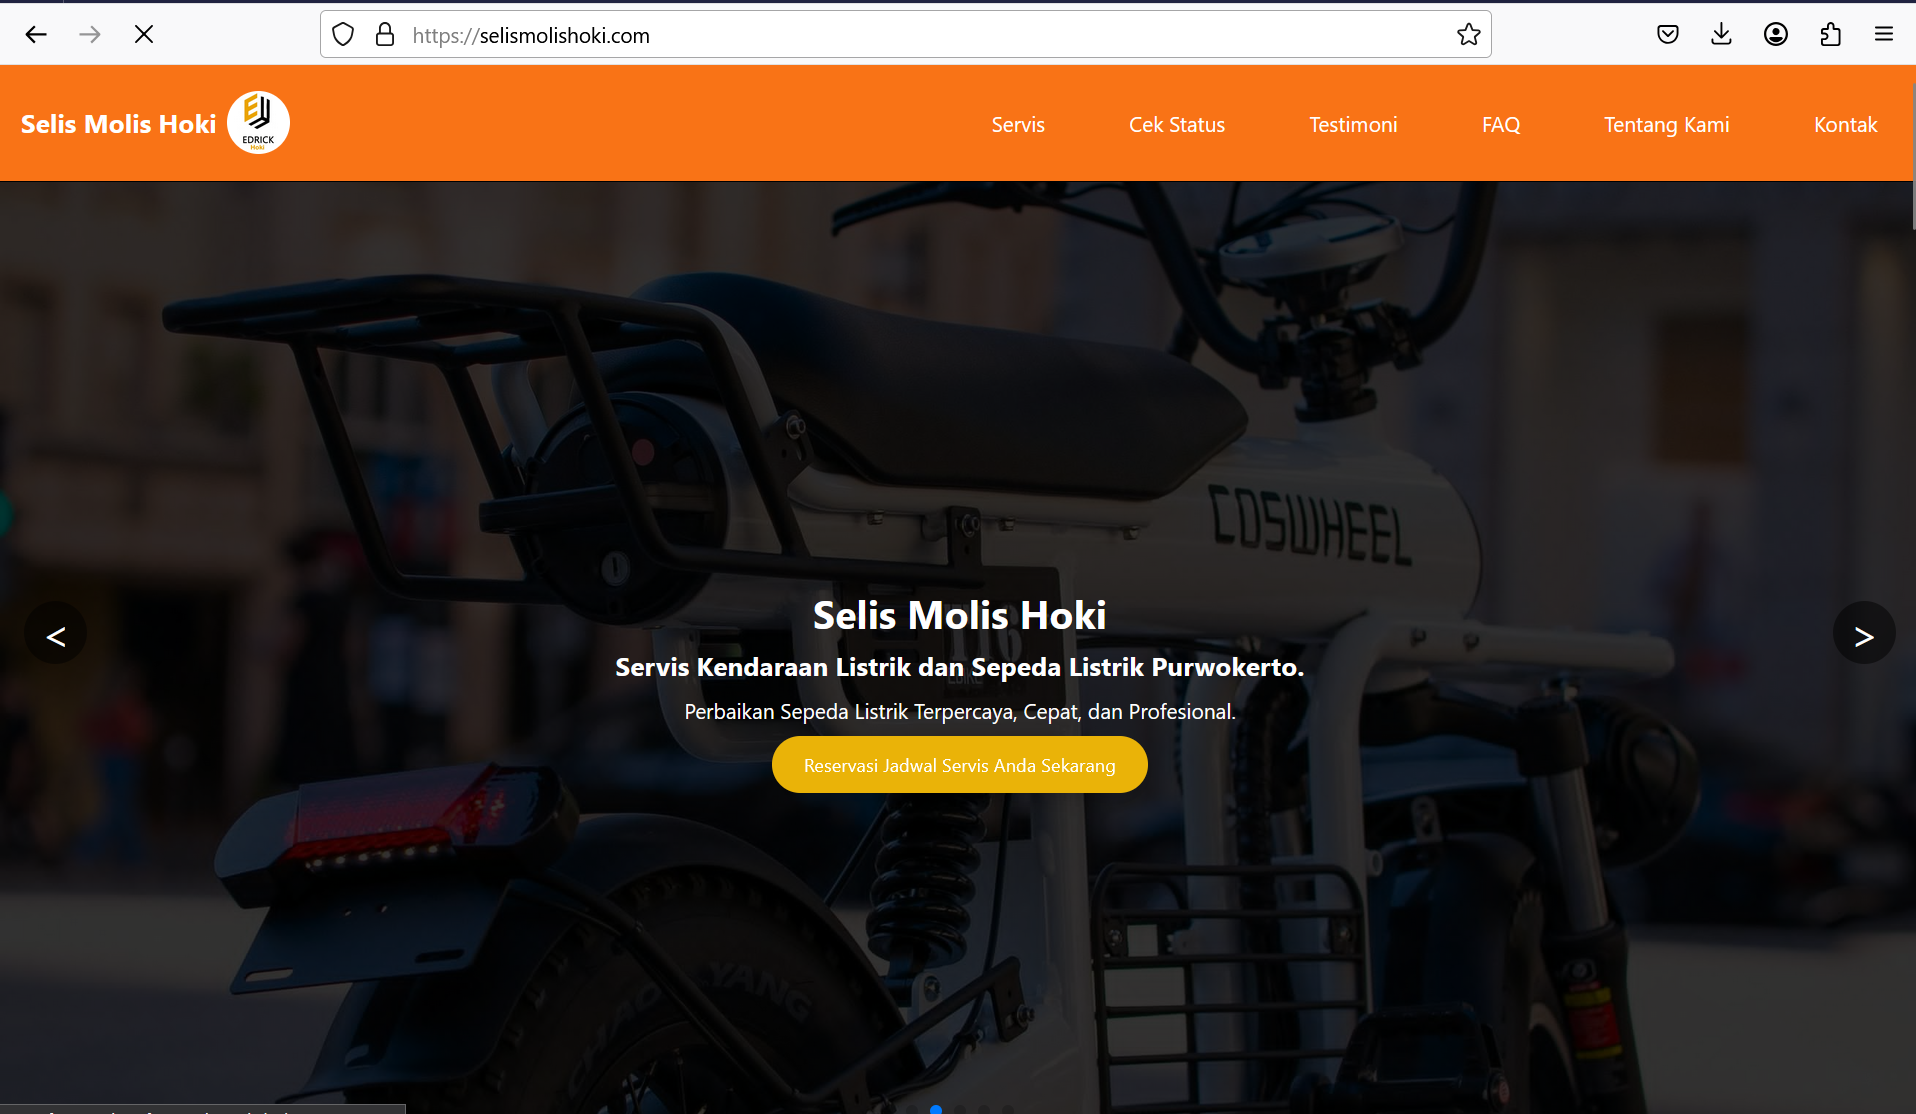 https://selismolishoki.com
Selis Molis Hoki
EDRICK
Hoki
Servis
Cek Status
Testimoni
FAQ
Tentang Kami
Kontak
COSWHEEL
<
>
Selis Molis Hoki
Servis Kendaraan Listrik dan Sepeda Listrik Purwokerto.
Perbaikan Sepeda Listrik Terpercaya, Cepat, dan Profesional.
Reservasi Jadwal Servis Anda Sekarang
CHAO YANG